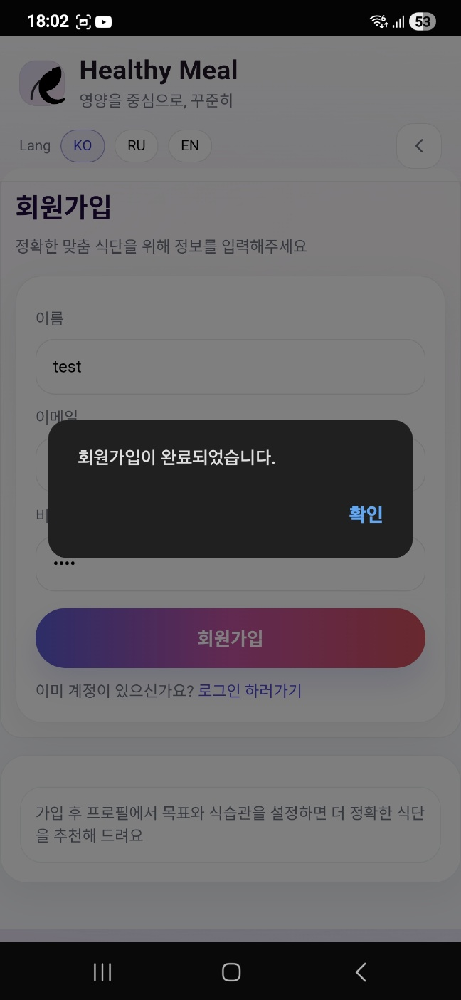 18:02
53
Healthy Meal
영양을 중심으로, 꾸준히
Lang KO RU EN
회원가입
정확한 맞춤 식단을 위해 정보를 입력해주세요
이름
test
이메일
회원가입이 완료되었습니다.
비
확인
••••
회원가입
이미 계정이 있으신가요? 로그인 하러가기
가입 후 프로필에서 목표와 식습관을 설정하면 더 정확한 식단
을 추천해 드려요